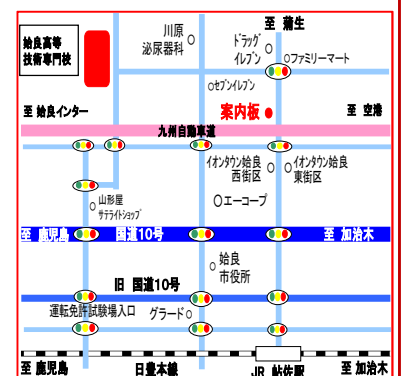 至 蒲生
川原
泌尿器科
ドラッグ
イレブン
ファミリーマート
姶良高等
技術専門校
セブンイレブン
至 姶良インター
案内板
至 空港
九州自動車道
イオンタウン姶良
西街区
イオンタウン姶良
東街区
山形屋
サテライトショップ
エーコープ
至 鹿児島
国道10号
至 加治木
姶良
市役所
旧 国道10号
運転免許試験場入口
グラード
至 鹿児島
日豊本線
JR 帖佐駅
至 加治木